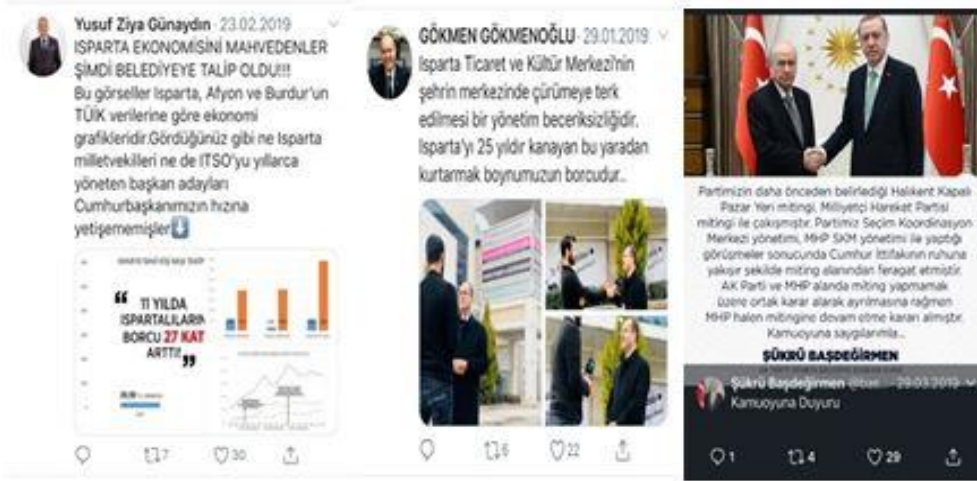 Yusuf Ziya Günaydın · 23.02.2019
ISPARTA EKONOMİSİNİ MAHVEDENLER
ŞİMDİ BELEDİYEYE TALİP OLDU!!!
Bu görseller Isparta, Afyon ve Burdur'un
TÜİK verilerine göre ekonomi
grafikleridir.Gördüğünüz gibi ne Isparta
milletvekilleri ne de ITSO'yu yıllarca
yöneten başkan adayları
Cumhurbaşkanımızın hızına
yetişememişler
“ 11 YILDA
ISPARTALILARIN
BORCU 27 KAT
ARTTI! ”
7 30
GÖKMEN GÖKMENOĞLU · 29.01.2019
Isparta Ticaret ve Kültür Merkezi'nin
şehrin merkezinde çürümeye terk
edilmesi bir yönetim beceriksizliğidir.
Isparta'yı 25 yıldır kanayan bu yaradan
kurtarmak boynumuzun borcudur..
6 22
Partimizin daha önceden belirlediği Halıkent Kapalı
Pazar Yeri mitingi, Milliyetçi Hareket Partisi
mitingi ile çakışmıştır. Partimiz Seçim Koordinasyon
Merkezi yönetimi, MHP SKM yönetimi ile yaptığı
görüşmeler sonucunda Cumhur İttifakının ruhuna
yakışır şekilde miting alanından feragat etmiştir.
AK Parti ve MHP alanda miting yapmamak
üzere ortak karar alarak ayrılmasına rağmen
MHP halen mitingine devam etme kararı almıştır.
Kamuoyuna saygılarımla...
ŞÜKRÜ BAŞDEĞİRMEN
Şükrü Başdeğirmen · 29.03.2019
Kamuoyuna Duyuru
1 4 29